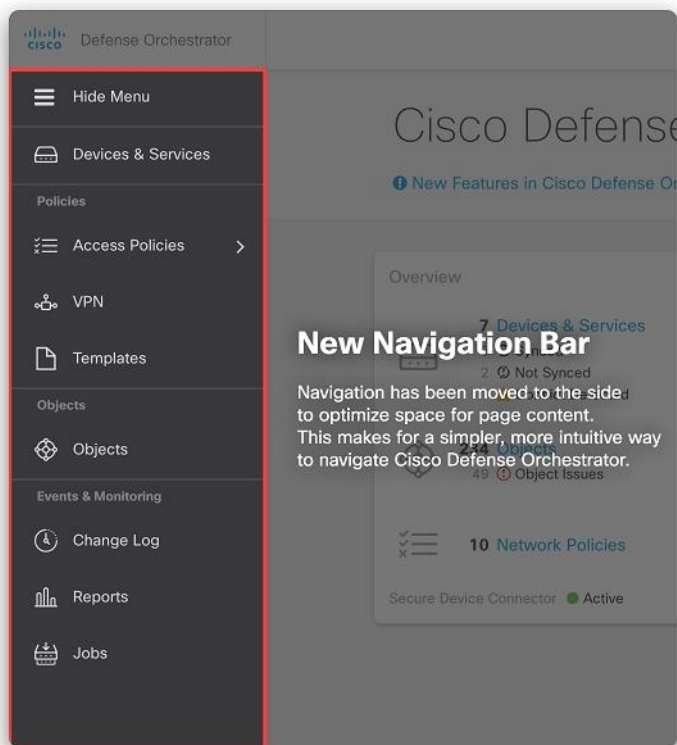 cisco Defense Orchestrator
Hide Menu
Devices & Services
Policies
Access Policies
VPN
Templates
Objects
Objects
Events & Monitoring
Change Log
Reports
Jobs
Cisco Defense
New Features in Cisco Defense Or
Overview
7 Devices & Services
2 Not Synced
234 Objects
49 Object Issues
10 Network Policies
Secure Device Connector Active
New Navigation Bar
Navigation has been moved to the side
to optimize space for page content.
This makes for a simpler, more intuitive way
to navigate Cisco Defense Orchestrator.